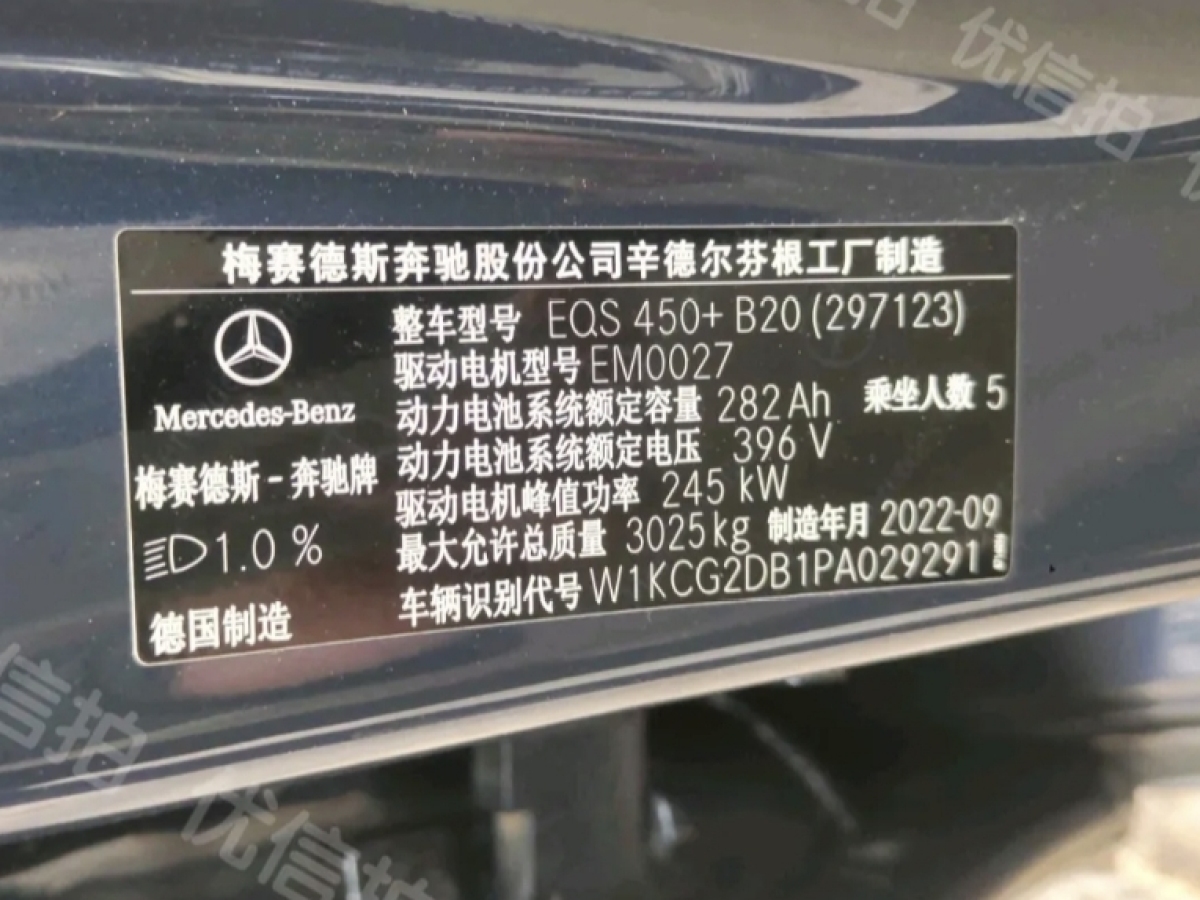 优信拍
梅赛德斯奔驰股份公司辛德尔芬根工厂制造
Mercedes-Benz
梅赛德斯-奔驰牌
1.0 %
德国制造
整车型号 EQS 450+ B20 (297123)
驱动电机型号 EM0027
动力电池系统额定容量 282 Ah 乘坐人数 5
动力电池系统额定电压 396 V
驱动电机峰值功率 245 kW
最大允许总质量 3025kg 制造年月 2022-09
车辆识别代号 W1KCG2DB1PA029291
信拍
优信拍